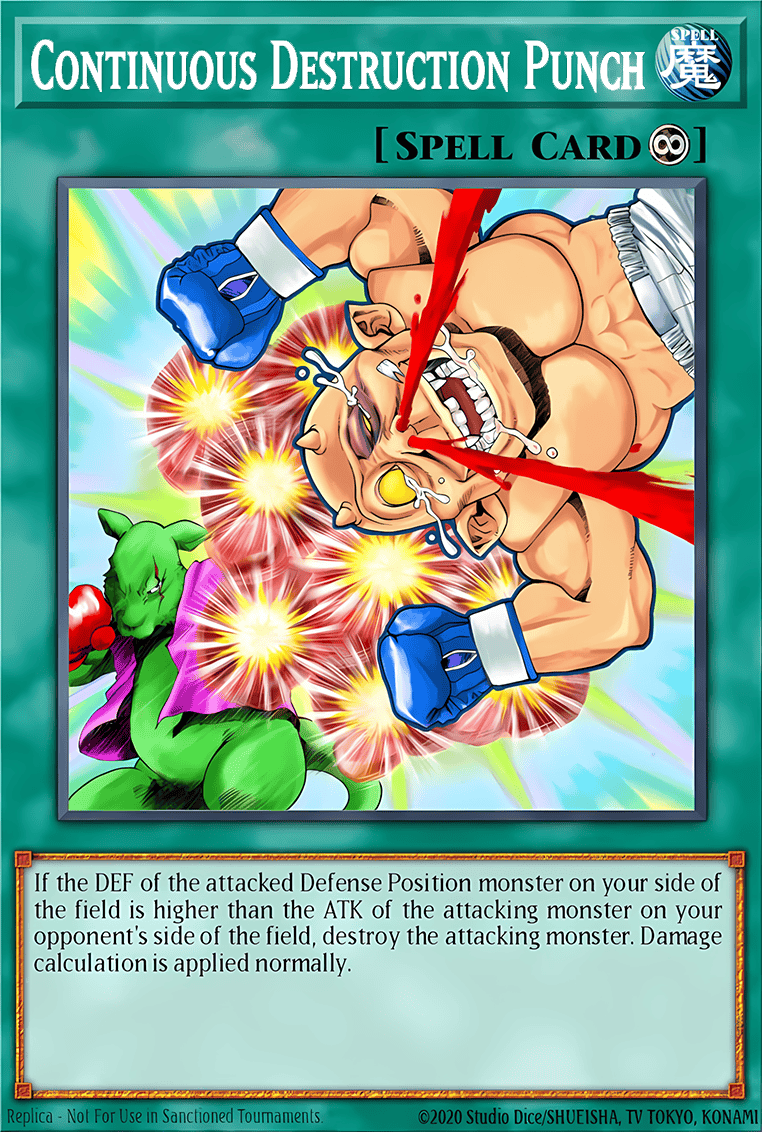 CONTINUOUS DESTRUCTION PUNCH
SPELL
魔
[SPELL CARD]
If the DEF of the attacked Defense Position monster on your side of
the field is higher than the ATK of the attacking monster on your
opponent's side of the field, destroy the attacking monster. Damage
calculation is applied normally.
Replica - Not For Use in Sanctioned Tournaments.
©2020 Studio Dice/SHUEISHA, TV TOKYO, KONAMI